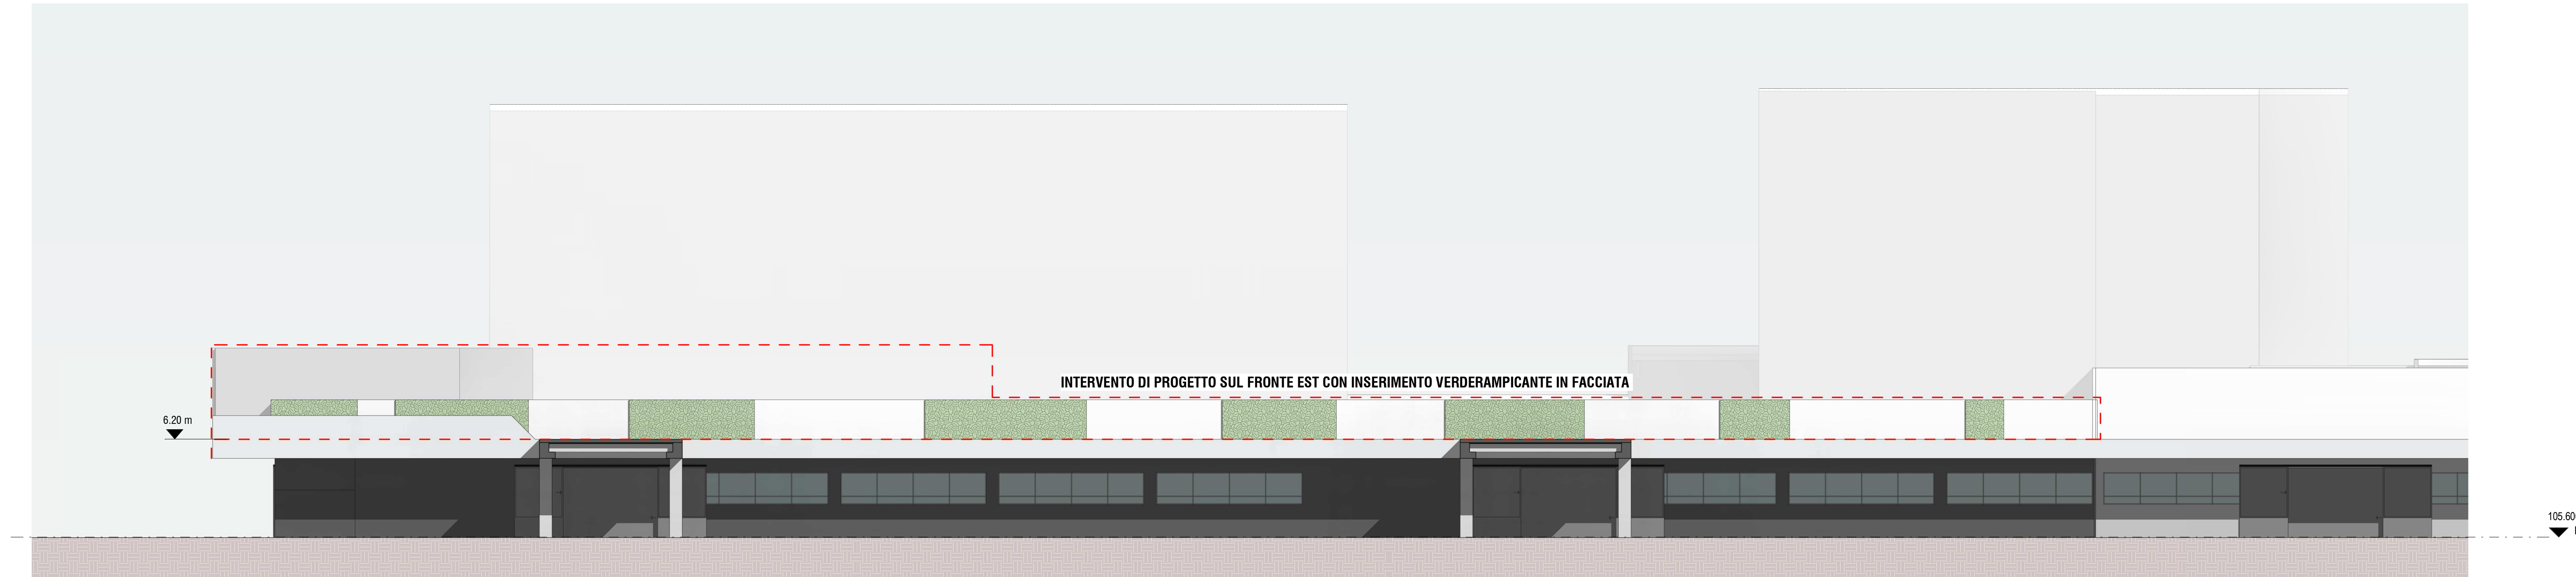 INTERVENTO DI PROGETTO SUL FRONTE EST CON INSERIMENTO VERDERAMPICANTE IN FACCIATA
6.20 m
105.60